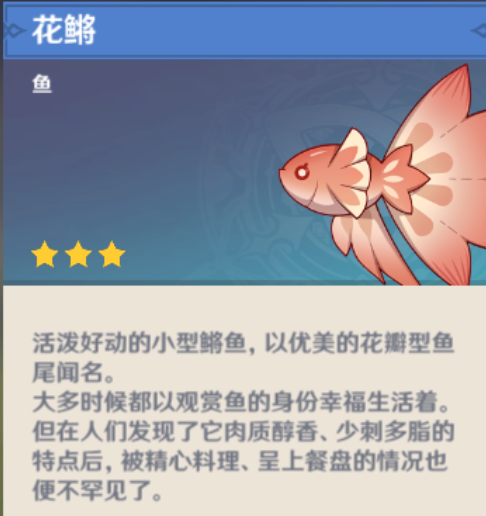 花鳉
鱼
活泼好动的小型鳉鱼，以优美的花瓣型鱼
尾闻名。
大多时候都以观赏鱼的身份幸福生活着。
但在人们发现了它肉质醇香、少刺多脂的
特点后，被精心料理、呈上餐盘的情况也
便不罕见了。